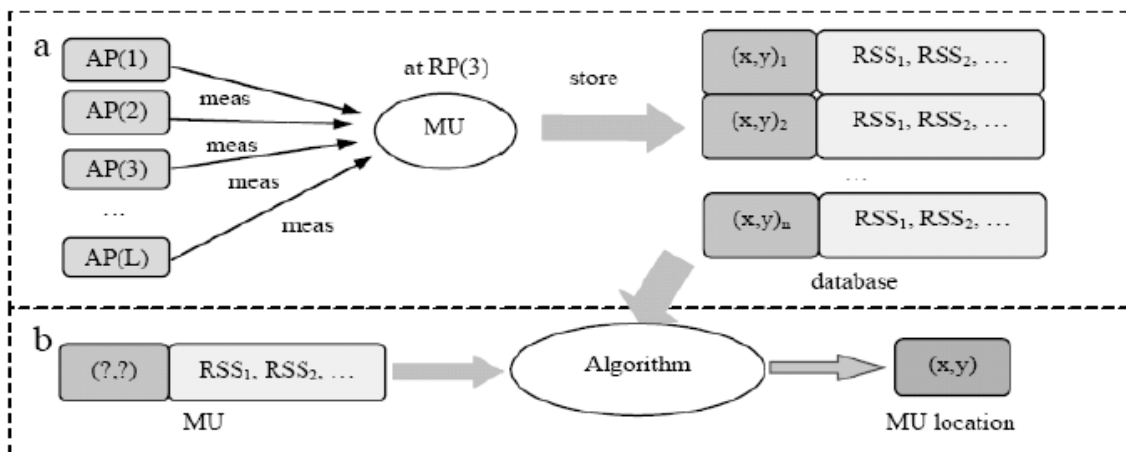 a
AP(1)
AP(2)
AP(3)
...
AP(L)
meas
meas
meas
meas
at RP(3)
MU
store
(x,y)₁ RSS₁, RSS₂, ...
(x,y)₂ RSS₁, RSS₂, ...
...
(x,y)ₙ RSS₁, RSS₂, ...
database
b
(?,?) RSS₁, RSS₂, ...
MU
Algorithm
(x,y)
MU location